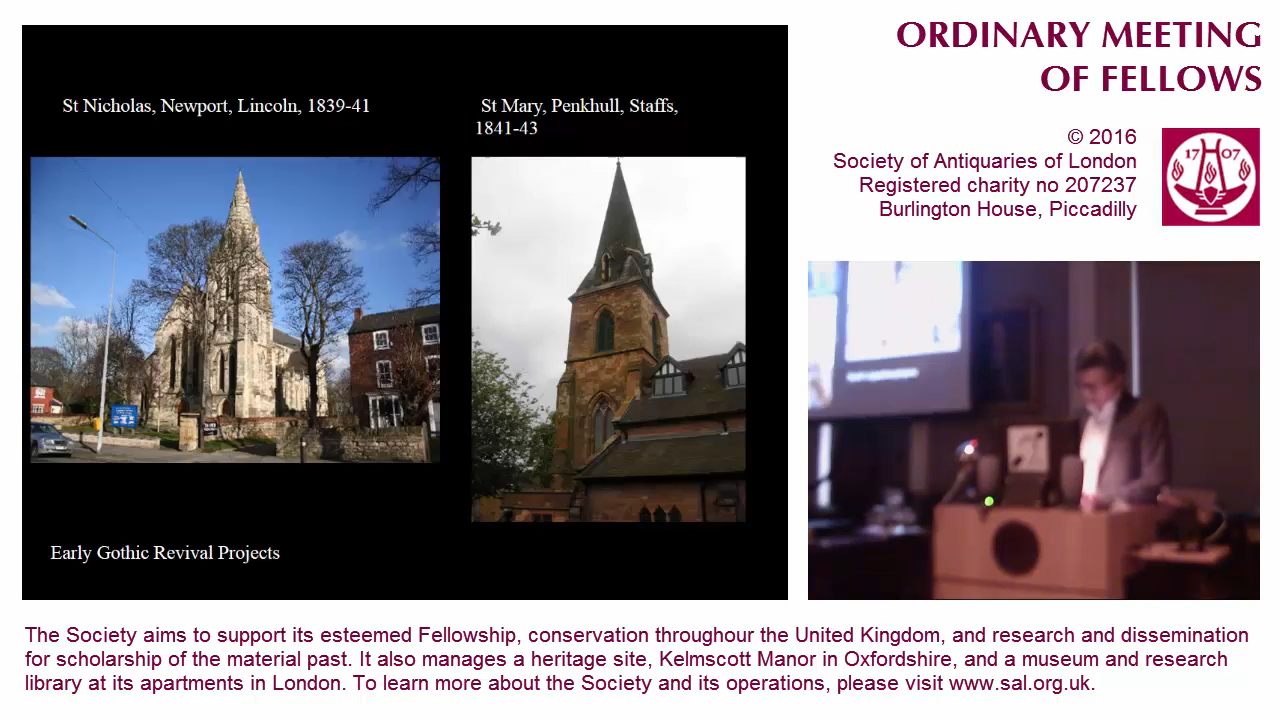 ORDINARY MEETING
OF FELLOWS
© 2016
Society of Antiquaries of London
Registered charity no 207237
Burlington House, Piccadilly
17 07
St Nicholas, Newport, Lincoln, 1839-41
St Mary, Penkhull, Staffs,
1841-43
Early Gothic Revival Projects
The Society aims to support its esteemed Fellowship, conservation throughour the United Kingdom, and research and dissemination
for scholarship of the material past. It also manages a heritage site, Kelmscott Manor in Oxfordshire, and a museum and research
library at its apartments in London. To learn more about the Society and its operations, please visit www.sal.org.uk.